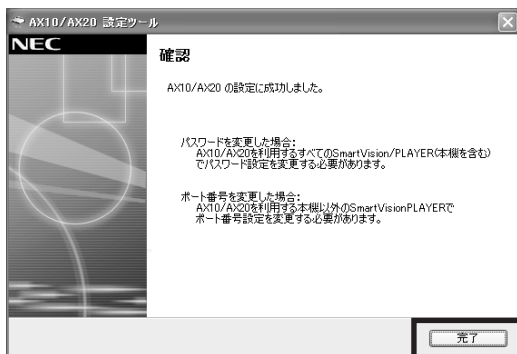 AX10/AX20 設定ツール
NEC
確認
AX10/AX20 の設定に成功しました。
パスワードを変更した場合:
AX10/AX20を利用するすべてのSmartVision/PLAYER(本機を含む)
でパスワード設定を変更する必要があります。
ポート番号を変更した場合:
AX10/AX20を利用する本機以外のSmartVisionPLAYERで
ポート番号設定を変更する必要があります。
完了